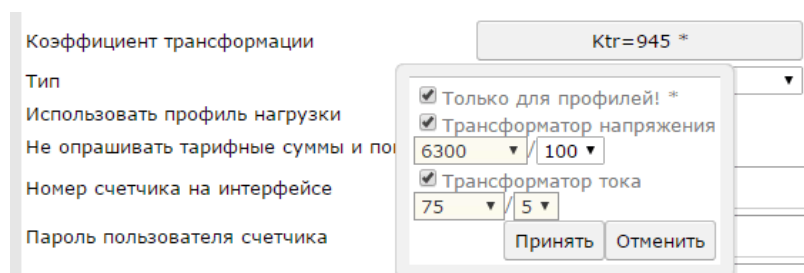 Коэффициент трансформации
Ktr=945 *
Тип
Только для профилей! *
Использовать профиль нагрузки
Трансформатор напряжения
Не опрашивать тарифные суммы и
6300 / 100
Трансформатор тока
Номер счетчика на интерфейсе
75 / 5
Пароль пользователя счетчика
Принять Отменить